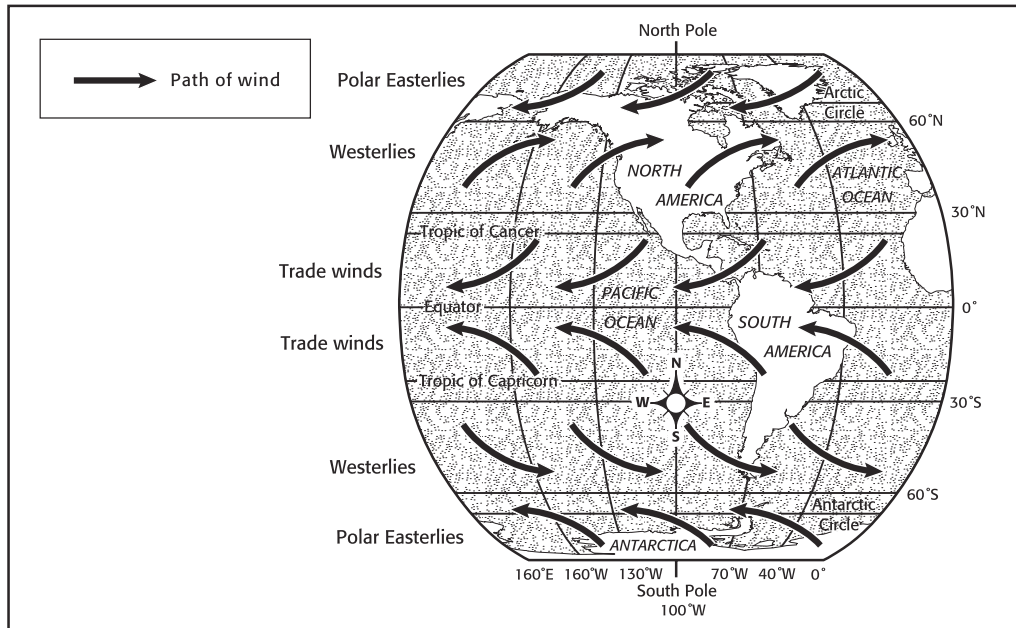 North Pole
Path of wind
Polar Easterlies
Arctic
Circle
60°N
Westerlies
NORTH
AMERICA
ATLANTIC
OCEAN
30°N
Tropic of Cancer
Trade winds
PACIFIC
OCEAN
Equator
0°
SOUTH
AMERICA
Trade winds
N
W E
S
Tropic of Capricorn
30°S
Westerlies
60°S
Antarctic
Circle
Polar Easterlies
ANTARCTICA
160°E 160°W 130°W 70°W 40°W 0°
South Pole
100°W